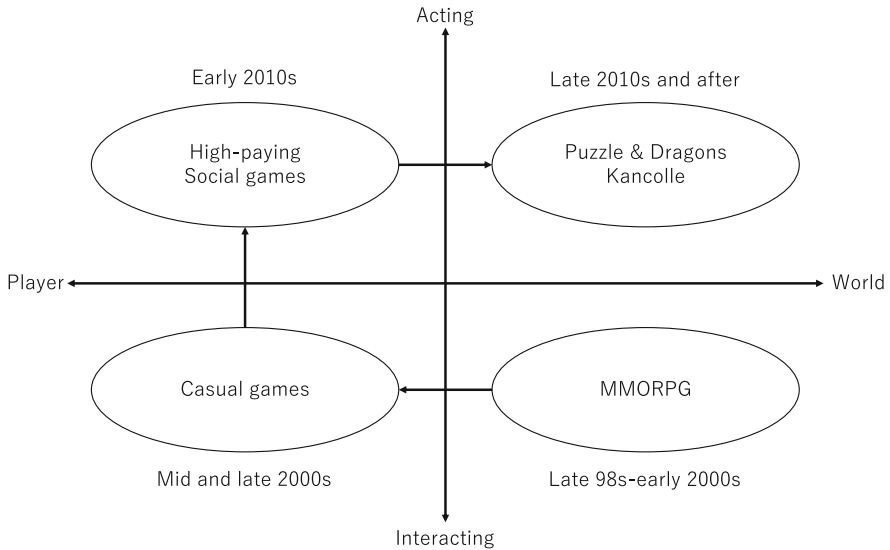 Acting
Early 2010s
Late 2010s and after
High-paying
Social games
Puzzle & Dragons
Kancolle
Player
World
Casual games
MMORPG
Mid and late 2000s
Late 98s-early 2000s
Interacting